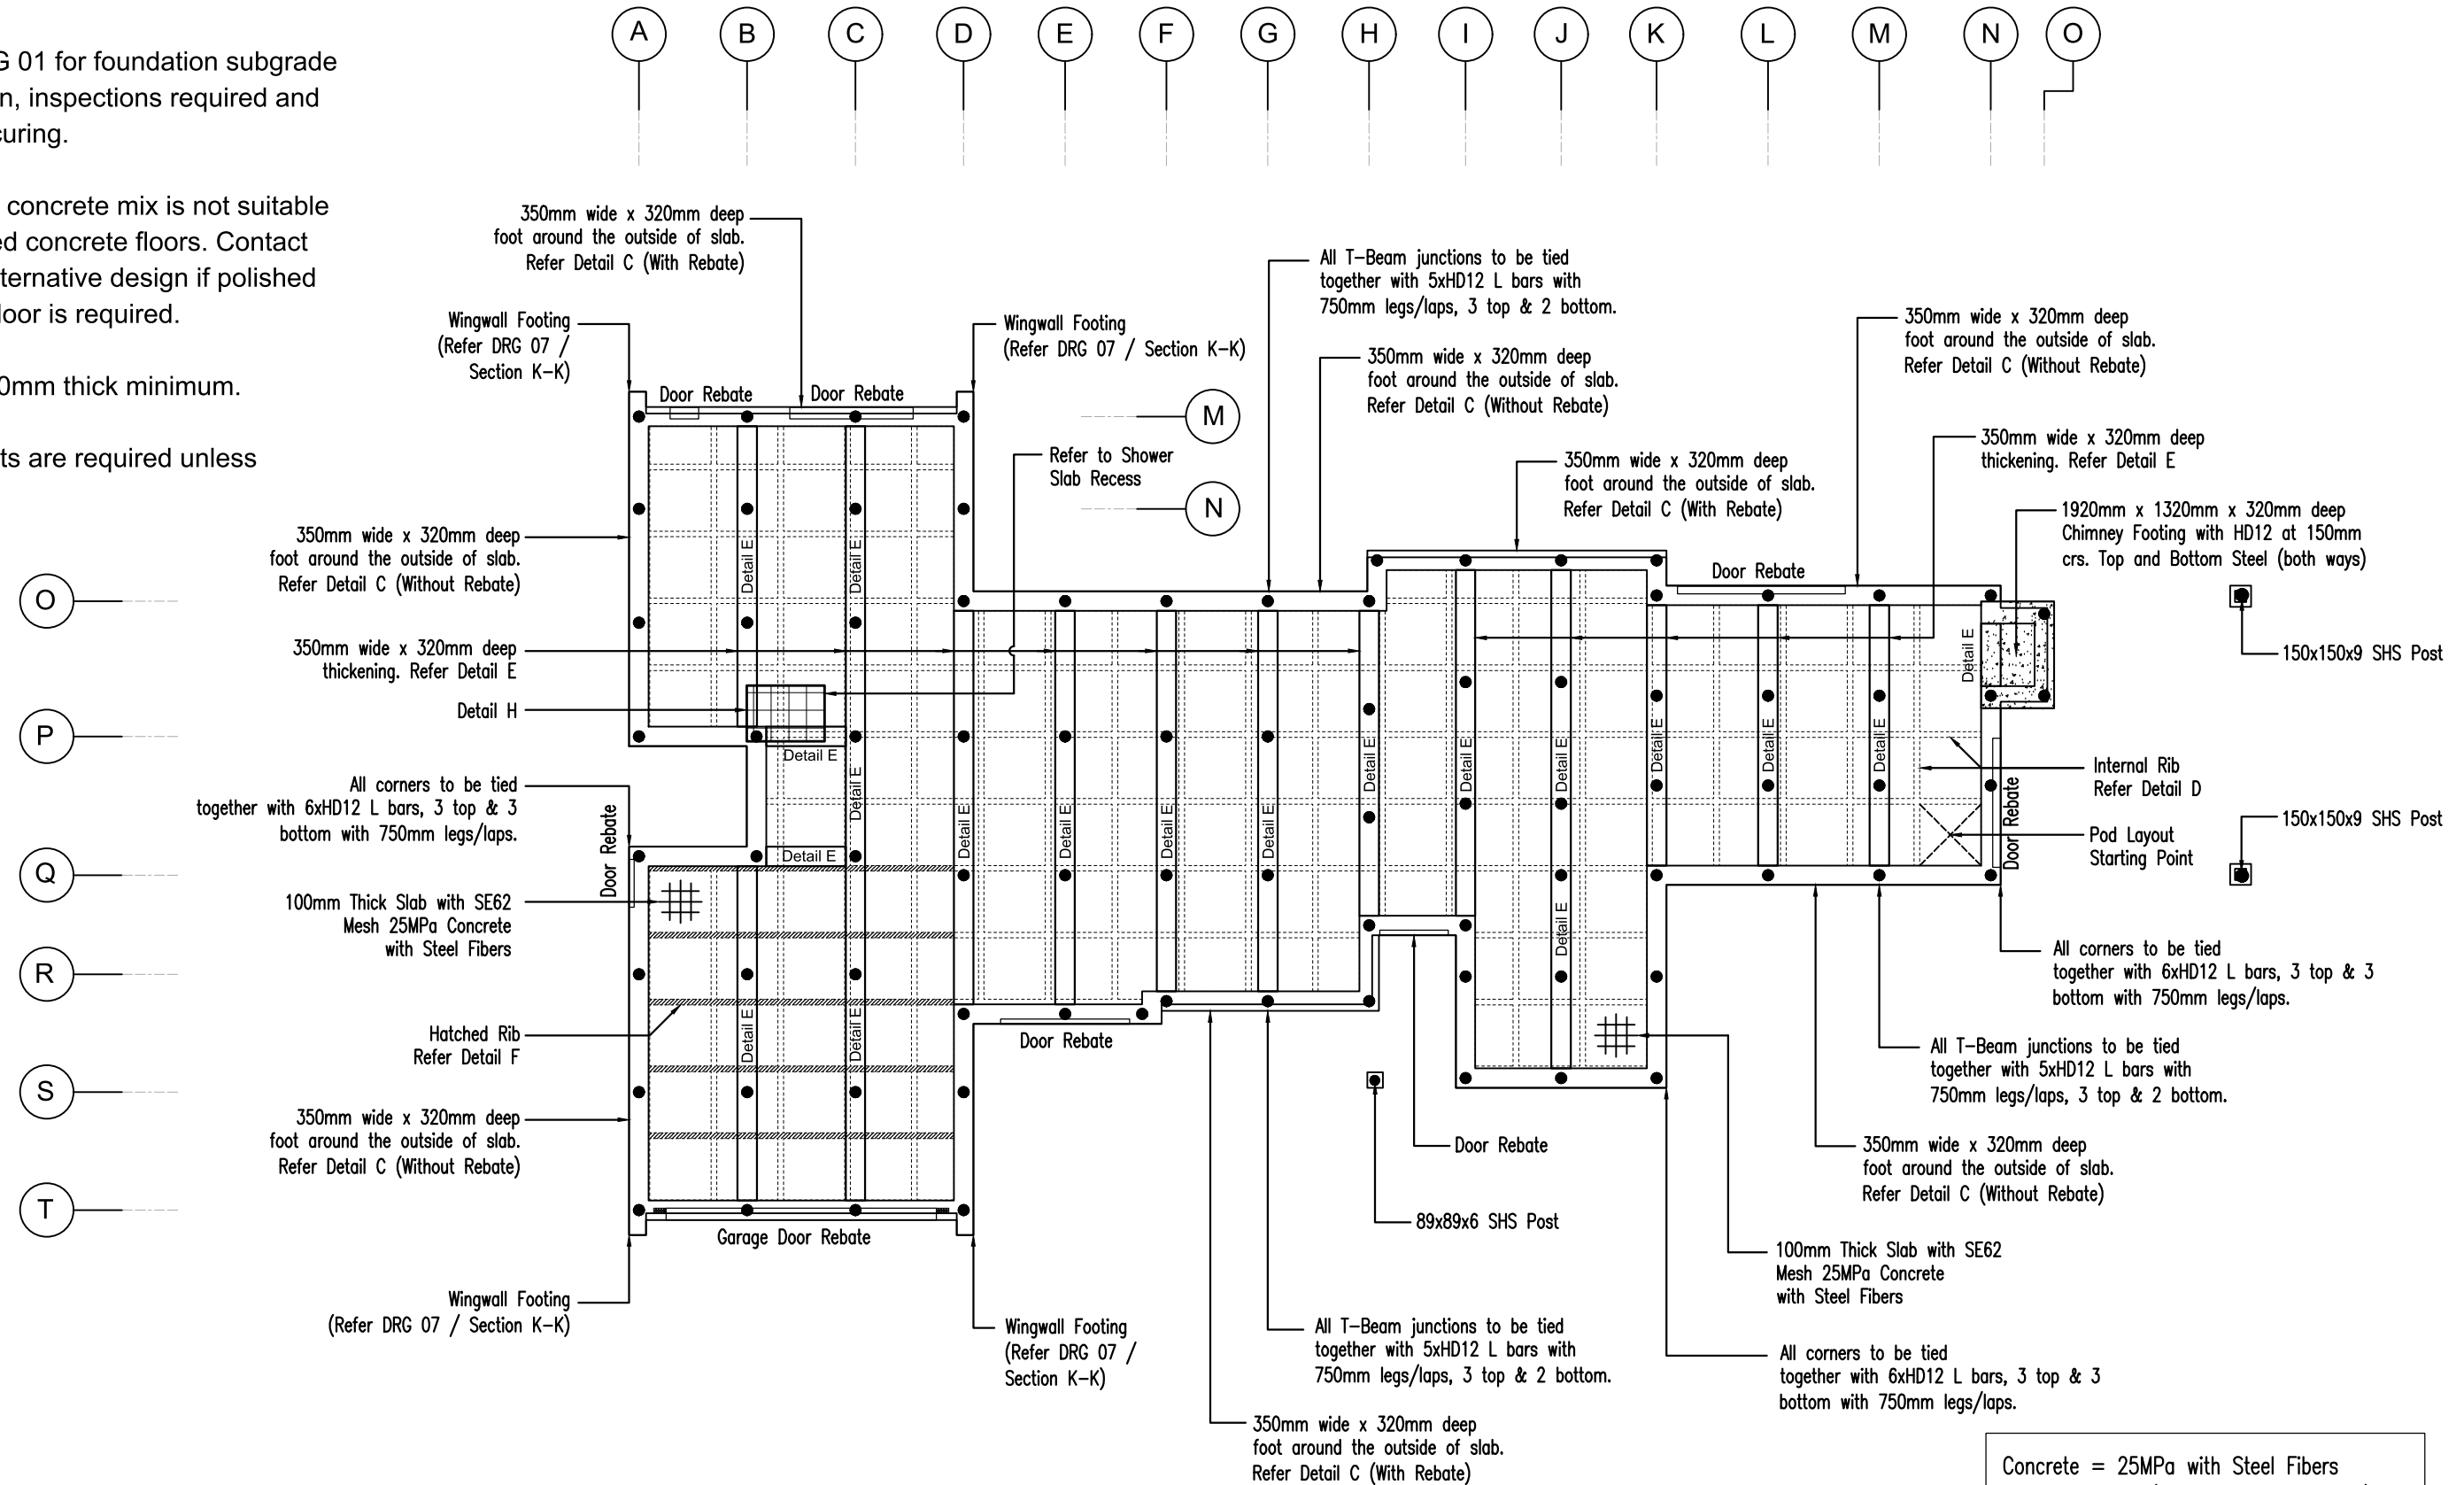 A
B
C
D
E
F
G
H
I
J
K
L
M
N
O
G 01 for foundation subgrade
n, inspections required and
curing.
concrete mix is not suitable
ed concrete floors. Contact
lternative design if polished
loor is required.
0mm thick minimum.
ts are required unless
350mm wide x 320mm deep
foot around the outside of slab.
Refer Detail C (With Rebate)
Wingwall Footing
(Refer DRG 07 /
Section K-K)
Wingwall Footing
(Refer DRG 07 / Section K-K)
All T-Beam junctions to be tied
together with 5xHD12 L bars with
750mm legs/laps, 3 top & 2 bottom.
350mm wide x 320mm deep
foot around the outside of slab.
Refer Detail C (Without Rebate)
350mm wide x 320mm deep
foot around the outside of slab.
Refer Detail C (Without Rebate)
Door Rebate
Door Rebate
M
N
Refer to Shower
Slab Recess
350mm wide x 320mm deep
foot around the outside of slab.
Refer Detail C (With Rebate)
350mm wide x 320mm deep
thickening. Refer Detail E
1920mm x 1320mm x 320mm deep
Chimney Footing with HD12 at 150mm
crs. Top and Bottom Steel (both ways)
350mm wide x 320mm deep
foot around the outside of slab.
Refer Detail C (Without Rebate)
Detail E
Detail E
Door Rebate
O
350mm wide x 320mm deep
thickening. Refer Detail E
Detail E
150x150x9 SHS Post
Detail H
P
Detail E
Detail E
Detail E
Detail E
Detail E
Detail E
Detail E
Detail E
Detail E
Internal Rib
Refer Detail D
All corners to be tied
together with 6xHD12 L bars, 3 top & 3
bottom with 750mm legs/laps.
Door Rebate
Detail E
Detail E
Detail E
Detail E
Door Rebate
150x150x9 SHS Post
Pod Layout
Starting Point
Detail E
Q
100mm Thick Slab with SE62
Mesh 25MPa Concrete
with Steel Fibers
Detail E
All corners to be tied
together with 6xHD12 L bars, 3 top & 3
bottom with 750mm legs/laps.
R
Hatched Rib
Refer Detail F
Detail E
Detail E
Door Rebate
All T-Beam junctions to be tied
together with 5xHD12 L bars with
750mm legs/laps, 3 top & 2 bottom.
S
350mm wide x 320mm deep
foot around the outside of slab.
Refer Detail C (Without Rebate)
Door Rebate
350mm wide x 320mm deep
foot around the outside of slab.
Refer Detail C (Without Rebate)
T
Garage Door Rebate
89x89x6 SHS Post
100mm Thick Slab with SE62
Mesh 25MPa Concrete
with Steel Fibers
Wingwall Footing
(Refer DRG 07 / Section K-K)
Wingwall Footing
(Refer DRG 07 /
Section K-K)
All T-Beam junctions to be tied
together with 5xHD12 L bars with
750mm legs/laps, 3 top & 2 bottom.
All corners to be tied
together with 6xHD12 L bars, 3 top & 3
bottom with 750mm legs/laps.
350mm wide x 320mm deep
foot around the outside of slab.
Refer Detail C (With Rebate)
Concrete = 25MPa with Steel Fibers